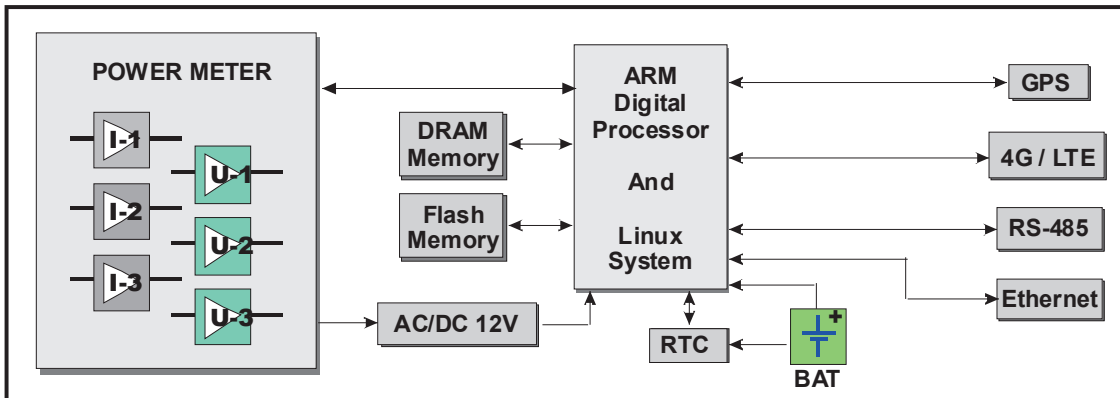 POWER METER
I-1
U-1
I-2
U-2
I-3
U-3
DRAM
Memory
Flash
Memory
AC/DC 12V
ARM
Digital
Processor
And
Linux
System
RTC
+
BAT
GPS
4G / LTE
RS-485
Ethernet